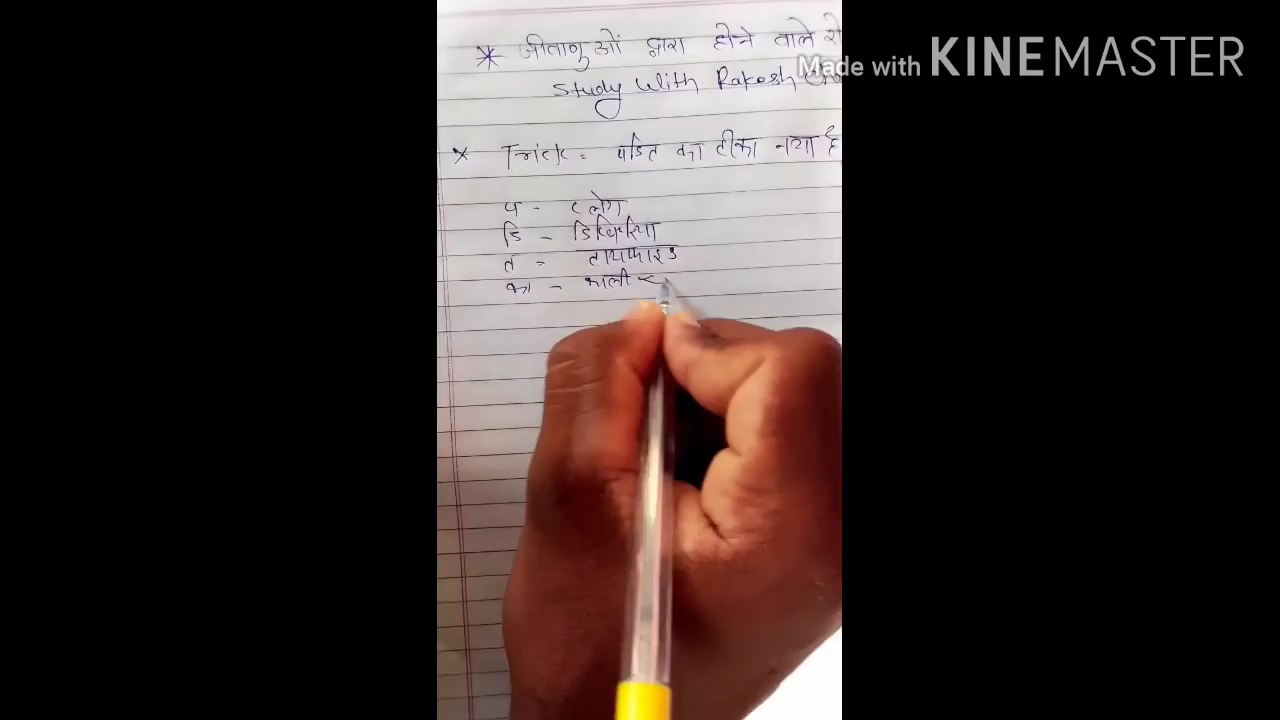 * जीवाणुओं द्वारा होने वाले रो
Made with KINEMASTER
Study With Rakesh
* Trick = पंडित का टीका नया है
प - प्लेग
डि - डिप्थिरिया
त = टायफाइड
का - काली